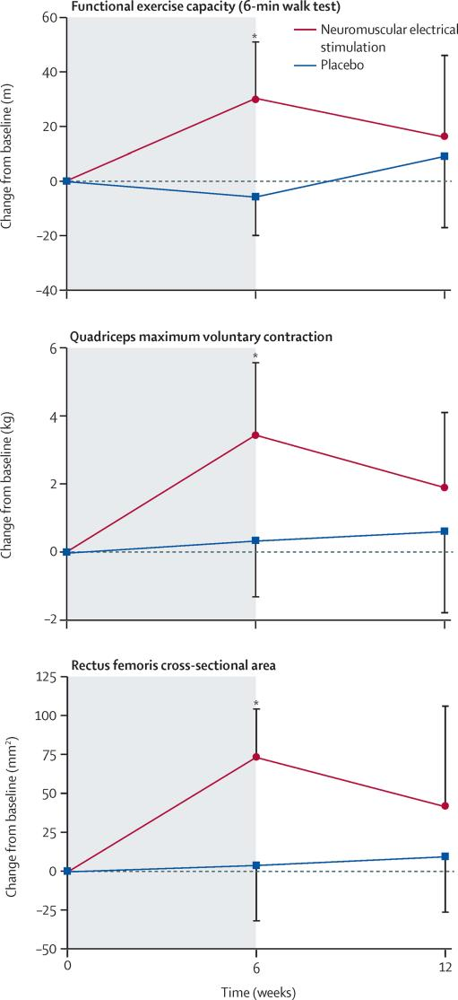 Functional exercise capacity (6-min walk test)
60
40
20
0
−20
−40
Change from baseline (m)
*
Neuromuscular electrical
stimulation
Placebo
Quadriceps maximum voluntary contraction
6
4
2
0
−2
Change from baseline (kg)
*
Rectus femoris cross-sectional area
125
100
75
50
25
0
−25
−50
Change from baseline (mm²)
*
0
6
12
Time (weeks)